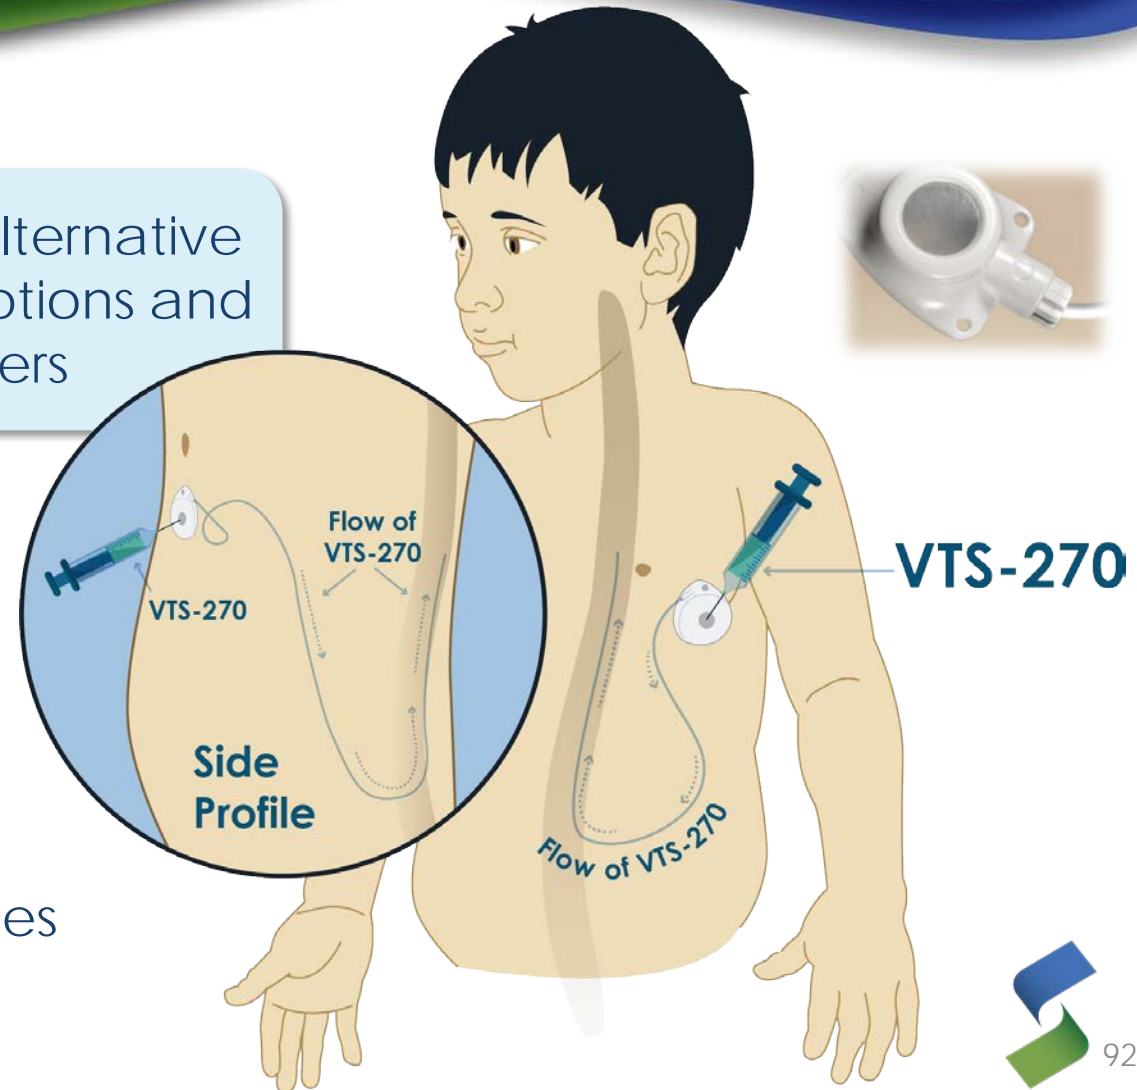 lternative
otions and
ers
Flow of
VTS-270
VTS-270
Side
Profile
VTS-270
Flow of VTS-270
es
92